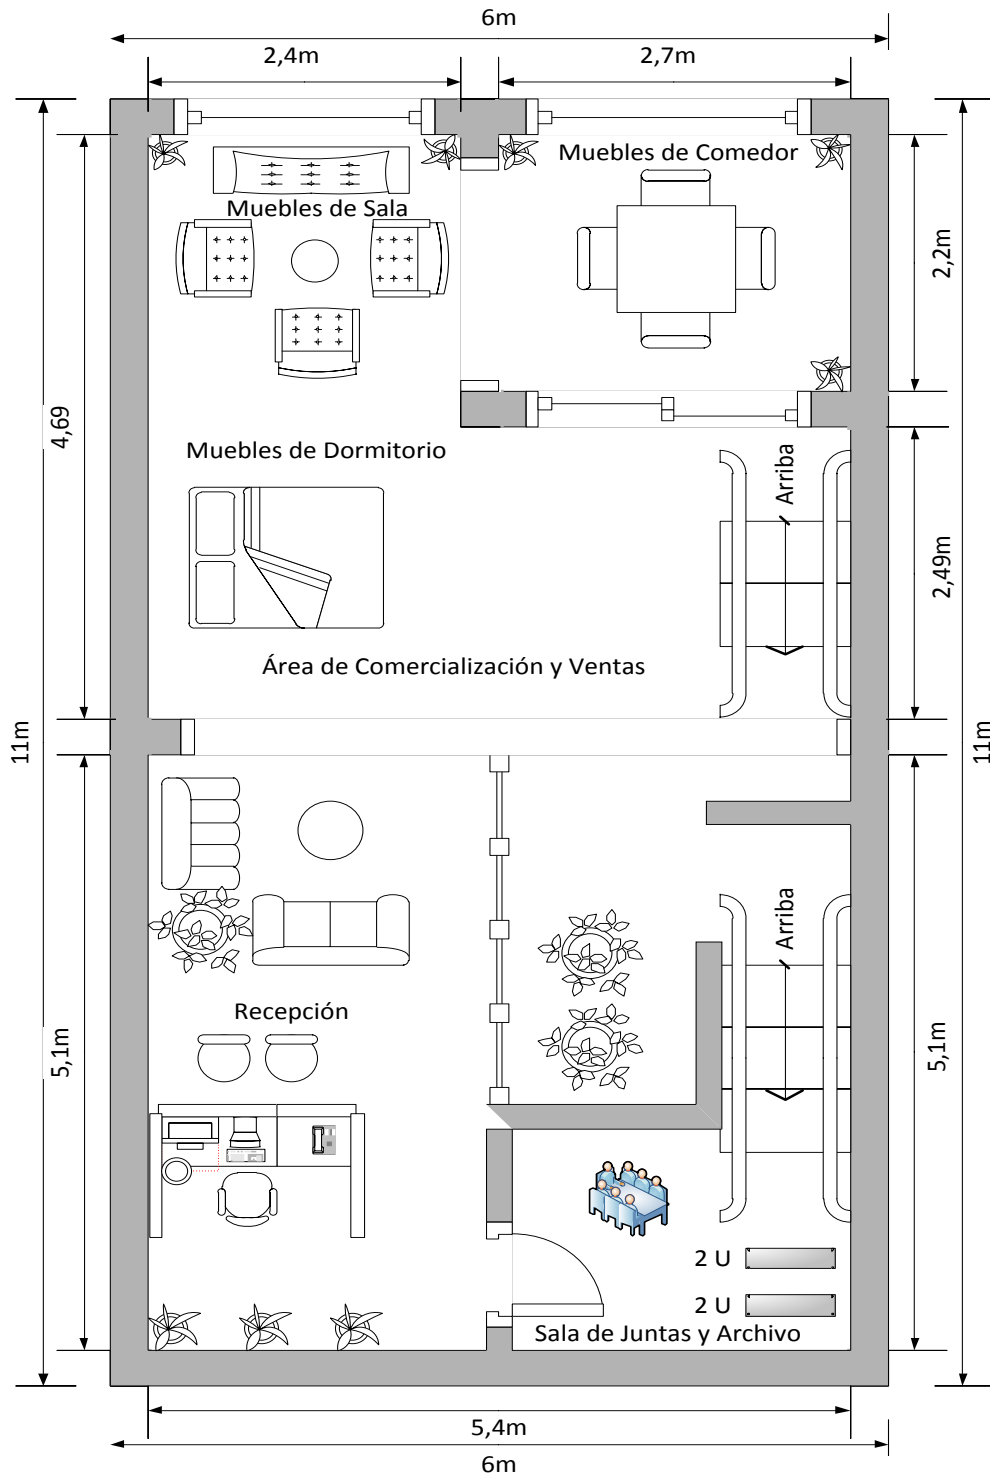 6m
2,4m
2,7m
Muebles de Comedor
Muebles de Sala
2,2m
4,69
Muebles de Dormitorio
Arriba
2,49m
Área de Comercialización y Ventas
11m
11m
Arriba
Recepción
5,1m
5,1m
2 U
2 U
Sala de Juntas y Archivo
5,4m
6m